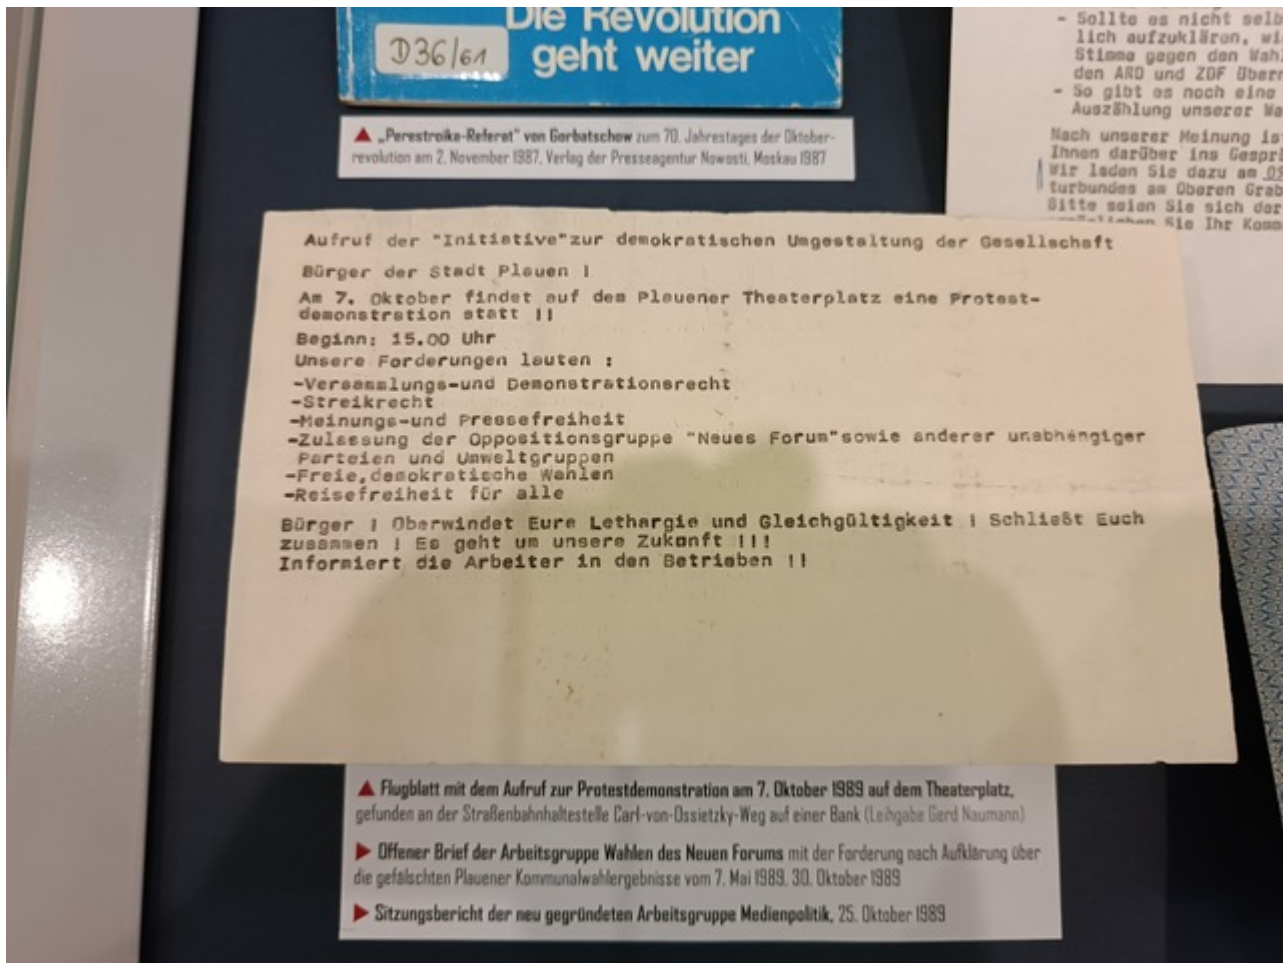 Die Revolution
geht weiter
D36/61
▲ „Perestroika-Referat" von Gorbatschow zum 70. Jahrestages der Oktober-
revolution am 2. November 1987, Verlag der Presseagentur Nowosti, Moskau 1987
- Sollte es nicht
lich aufzuklären,
Stimme gegen den
den ARD und ZDF
- So gibt es noch eine
Auszählung unserer
Nach unserer Meinung
Ihnen darüber ins
Wir laden Sie dazu am
turbundes am Oberen
Bitte seien Sie sich
Sie Ihr
Aufruf der "Initiative"zur demokratischen Umgestaltung der Gesellschaft
Bürger der Stadt Plauen !
Am 7. Oktober findet auf dem Plauener Theaterplatz eine Protest-
demonstration statt !!
Beginn: 15.00 Uhr
Unsere Forderungen lauten :
-Versammlungs-und Demonstrationsrecht
-Streikrecht
-Meinungs-und Pressefreiheit
-Zulassung der Oppositionsgruppe "Neues Forum"sowie anderer unabhängiger
Parteien und Umweltgruppen
-Freie,demokratische Wahlen
-Reisefreiheit für alle
Bürger ! Überwindet Eure Lethargie und Gleichgültigkeit ! Schließt Euch
zusammen ! Es geht um unsere Zukunft !!!
Informiert die Arbeiter in den Betrieben !!
▲ Flugblatt mit dem Aufruf zur Protestdemonstration am 7. Oktober 1989 auf dem Theaterplatz,
gefunden an der Straßenbahnhaltestelle Carl-von-Ossietzky-Weg auf einer Bank (Leihgabe Gerd Naumann)
▶ Offener Brief der Arbeitsgruppe Wahlen des Neuen Forums mit der Forderung nach Aufklärung über
die gefälschten Plauener Kommunalwahlergebnisse vom 7. Mai 1989, 30. Oktober 1989
▶ Sitzungsbericht der neu gegründeten Arbeitsgruppe Medienpolitik, 25. Oktober 1989